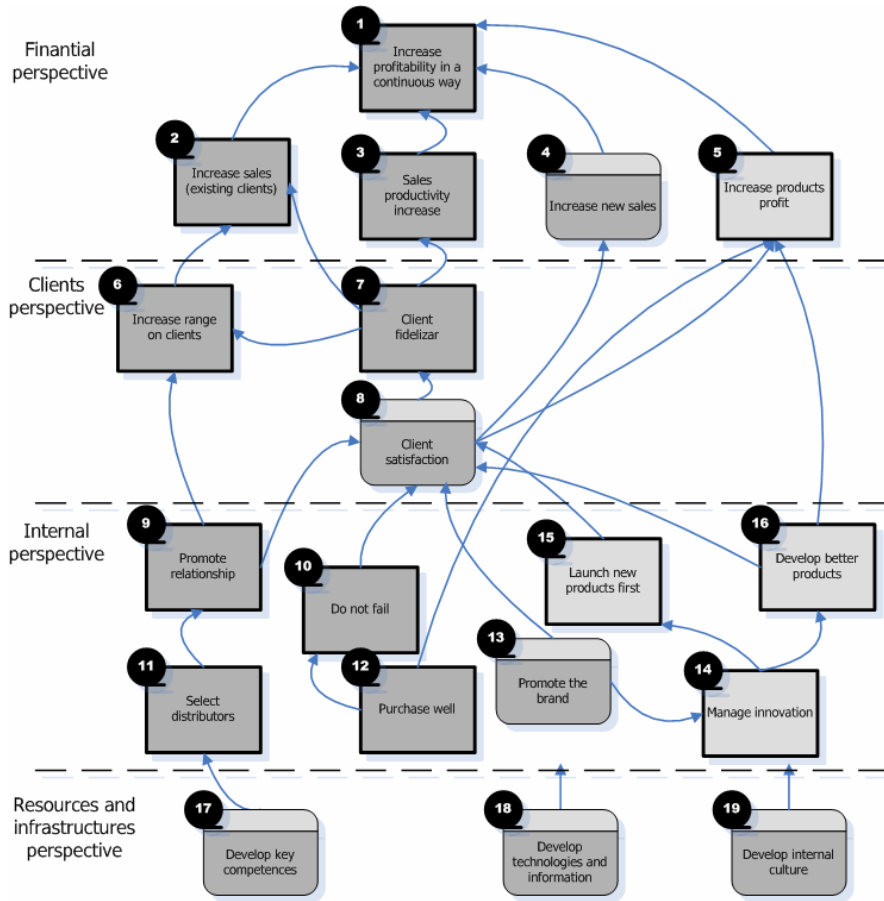 Finantial
perspective
1
Increase
profitability in a
continuous way
2
Increase sales
(existing clients)
3
Sales
productivity
increase
4
Increase new sales
5
Increase products
profit
Clients
perspective
6
Increase range
on clients
7
Client
fidelizar
8
Client
satisfaction
Internal
perspective
9
Promote
relationship
10
Do not fail
15
Launch new
products first
16
Develop better
products
11
Select
distributors
12
Purchase well
13
Promote the
brand
14
Manage innovation
Resources and
infrastructures
perspective
17
Develop key
competences
18
Develop
technologies and
information
19
Develop internal
culture